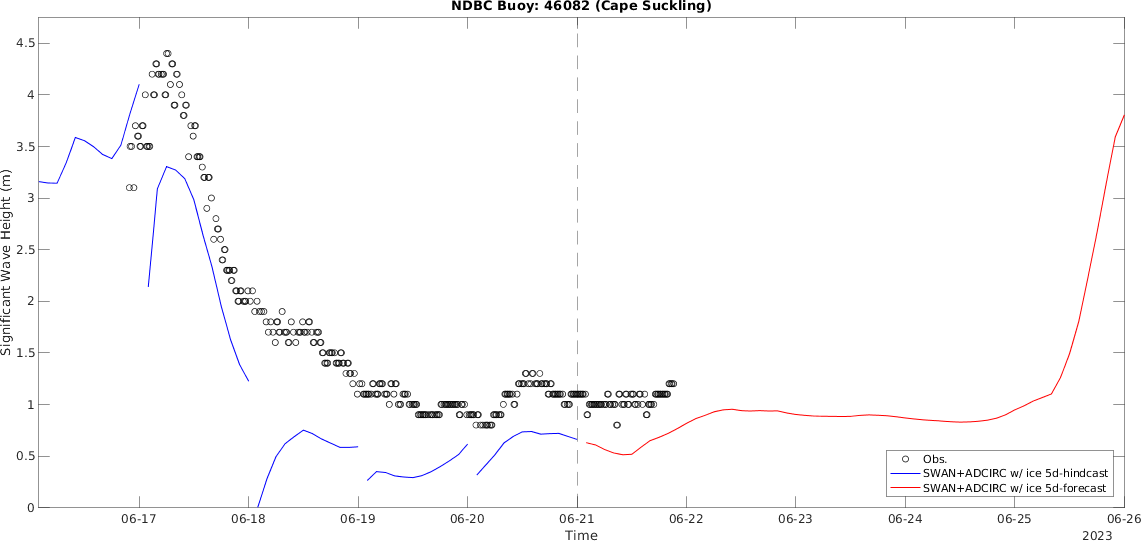 NDBC Buoy: 46082 (Cape Suckling)
4.5
4
3.5
3
2.5
2
1.5
1
0.5
0
Significant Wave Height (m)
Obs.
SWAN+ADCIRC w/ ice 5d-hindcast
SWAN+ADCIRC w/ ice 5d-forecast
06-17 06-18 06-19 06-20 06-21 06-22 06-23 06-24 06-25 06-26
Time
2023